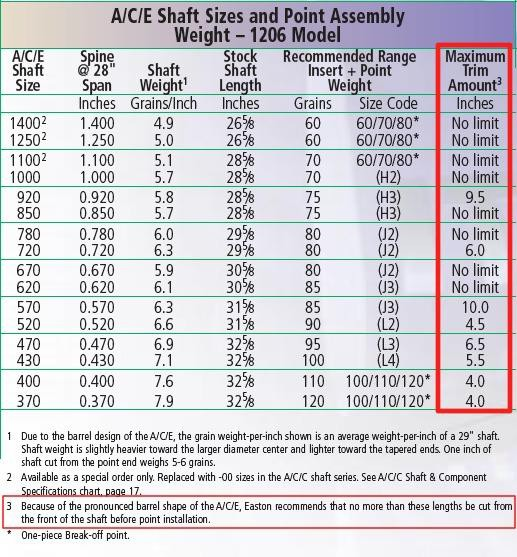 A/C/E Shaft Sizes and Point Assembly
Weight – 1206 Model
A/C/E Spine Stock Recommended Range Maximum
Shaft @ 28" Shaft Shaft Insert + Point Trim
Size Span Weight¹ Length Weight Amount³
Inches Grains/Inch Inches Grains Size Code Inches
1400² 1.400 4.9 26⅝ 60 60/70/80* No limit
1250² 1.250 5.0 26⅝ 60 60/70/80* No limit
1100² 1.100 5.1 28⅝ 70 60/70/80* No limit
1000 1.000 5.7 28⅝ 70 (H2) No limit
920 0.920 5.8 28⅝ 75 (H3) 9.5
850 0.850 5.7 28⅝ 75 (H3) No limit
780 0.780 6.0 29⅝ 80 (J2) No limit
720 0.720 6.3 29⅝ 80 (J2) 6.0
670 0.670 5.9 30⅝ 80 (J2) No limit
620 0.620 6.1 30⅝ 85 (J3) No limit
570 0.570 6.3 31⅝ 85 (J3) 10.0
520 0.520 6.6 31⅝ 90 (L2) 4.5
470 0.470 6.9 32⅝ 95 (L3) 6.5
430 0.430 7.1 32⅝ 100 (L4) 5.5
400 0.400 7.6 32⅝ 110 100/110/120* 4.0
370 0.370 7.9 32⅝ 120 100/110/120* 4.0
1 Due to the barrel design of the A/C/E, the grain weight-per-inch shown is an average weight-per-inch of a 29" shaft.
Shaft weight is slightly heavier toward the larger diameter center and lighter toward the tapered ends. One inch of
shaft cut from the point end weighs 5-6 grains.
2 Available as a special order only. Replaced with -00 sizes in the A/C/C shaft series. See A/C/C Shaft & Component
Specifications chart, page 17.
3 Because of the pronounced barrel shape of the A/C/E, Easton recommends that no more than these lengths be cut from
the front of the shaft before point installation.
* One-piece Break-off point.